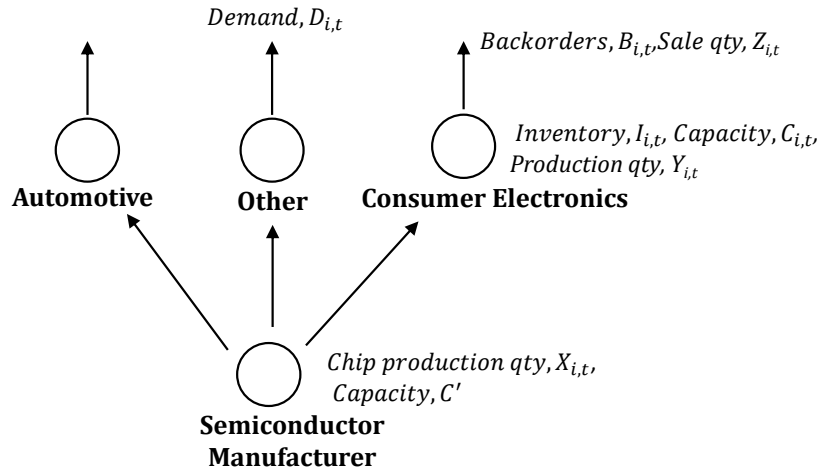 Demand, D_{i,t}
Backorders, B_{i,t},Sale qty, Z_{i,t}
Inventory, I_{i,t}, Capacity, C_{i,t},
Production qty, Y_{i,t}
Automotive
Other
Consumer Electronics
Chip production qty, X_{i,t},
Capacity, C′
Semiconductor
Manufacturer